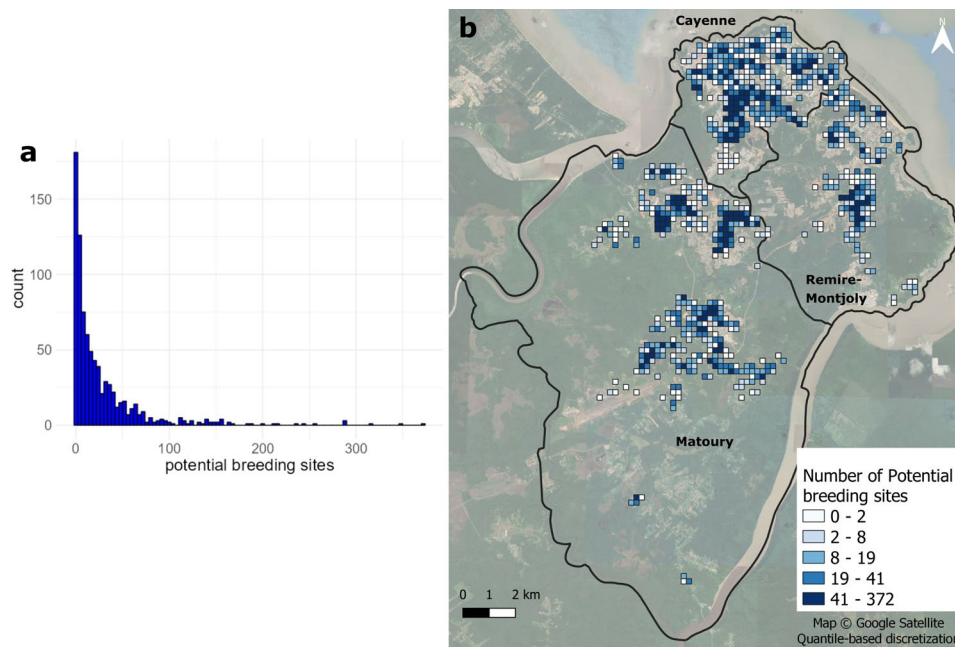 a
150
100
50
0
count
0 100 200 300
potential breeding sites
b
Cayenne
N
Remire-
Montjoly
Matoury
0 1 2 km
Number of Potential
breeding sites
0 - 2
2 - 8
8 - 19
19 - 41
41 - 372
Map © Google Satellite
Quantile-based discretization